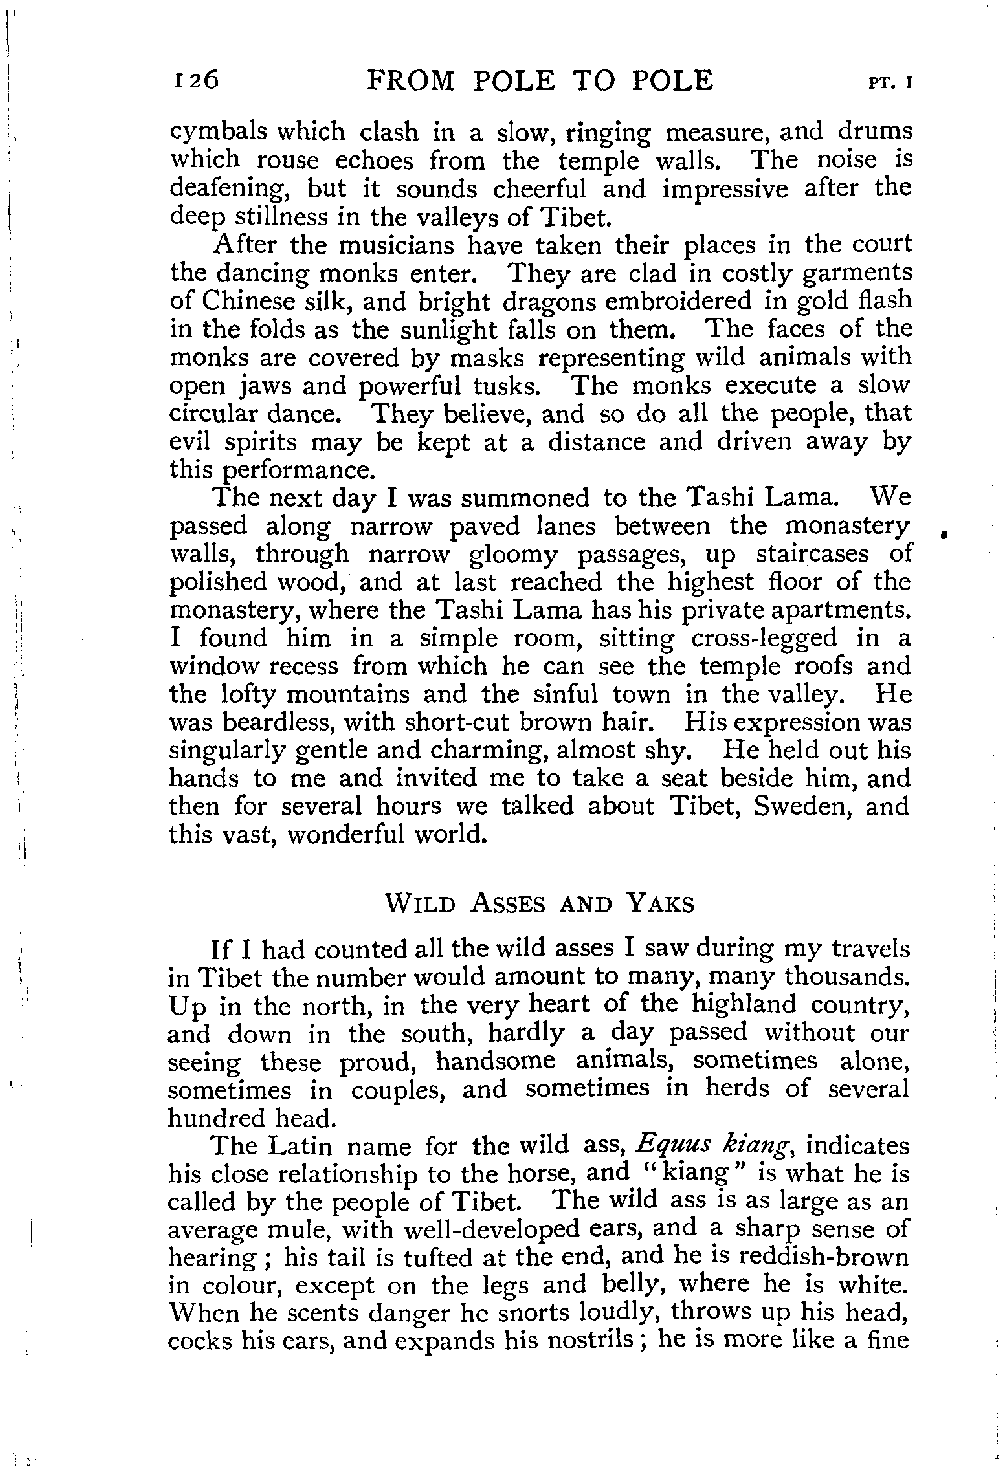 126 FROM POLE TO POLE PT. I
cymbals which clash in a slow, ringing measure, and drums
which rouse echoes from the temple walls. The noise is
deafening, but it sounds cheerful and impressive after the
deep stillness in the valleys of Tibet.
After the musicians have taken their places in the court
the dancing monks enter. They are clad in costly garments
of Chinese silk, and bright dragons embroidered in gold flash
in the folds as the sunlight falls on them. The faces of the
monks are covered by masks representing wild animals with
open jaws and powerful tusks. The monks execute a slow
circular dance. They believe, and so do all the people, that
evil spirits may be kept at a distance and driven away by
this performance.
The next day I was summoned to the Tashi Lama. We
passed along narrow paved lanes between the monastery
walls, through narrow gloomy passages, up staircases of
polished wood, and at last reached the highest floor of the
monastery, where the Tashi Lama has his private apartments.
I found him in a simple room, sitting cross-legged in a
window recess from which he can see the temple roofs and
the lofty mountains and the sinful town in the valley. He
was beardless, with short-cut brown hair. His expression was
singularly gentle and charming, almost shy. He held out his
hands to me and invited me to take a seat beside him, and
then for several hours we talked about Tibet, Sweden, and
this vast, wonderful world.
WILD ASSES AND YAKS
If I had counted all the wild asses I saw during my travels
in Tibet the number would amount to many, many thousands.
Up in the north, in the very heart of the highland country,
and down in the south, hardly a day passed without our
seeing these proud, handsome animals, sometimes alone,
sometimes in couples, and sometimes in herds of several
hundred head.
The Latin name for the wild ass, Equus kiang, indicates
his close relationship to the horse, and "kiang" is what he is
called by the people of Tibet. The wild ass is as large as an
average mule, with well-developed ears, and a sharp sense of
hearing ; his tail is tufted at the end, and he is reddish-brown
in colour, except on the legs and belly, where he is white.
When he scents danger he snorts loudly, throws up his head,
cocks his ears, and expands his nostrils ; he is more like a fine